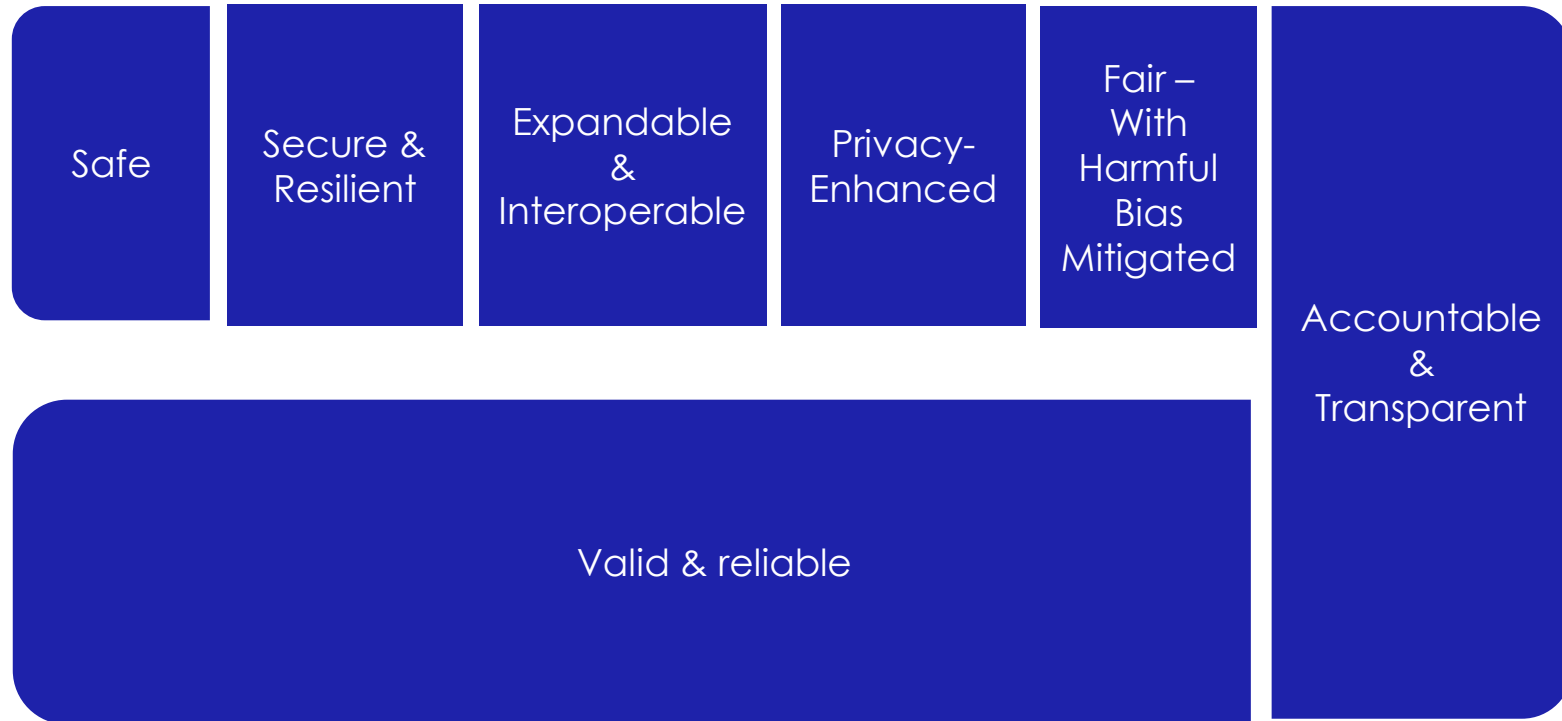 Safe
Secure &
Resilient
Expandable
&
Interoperable
Privacy-
Enhanced
Fair –
With
Harmful
Bias
Mitigated
Accountable
&
Transparent
Valid & reliable